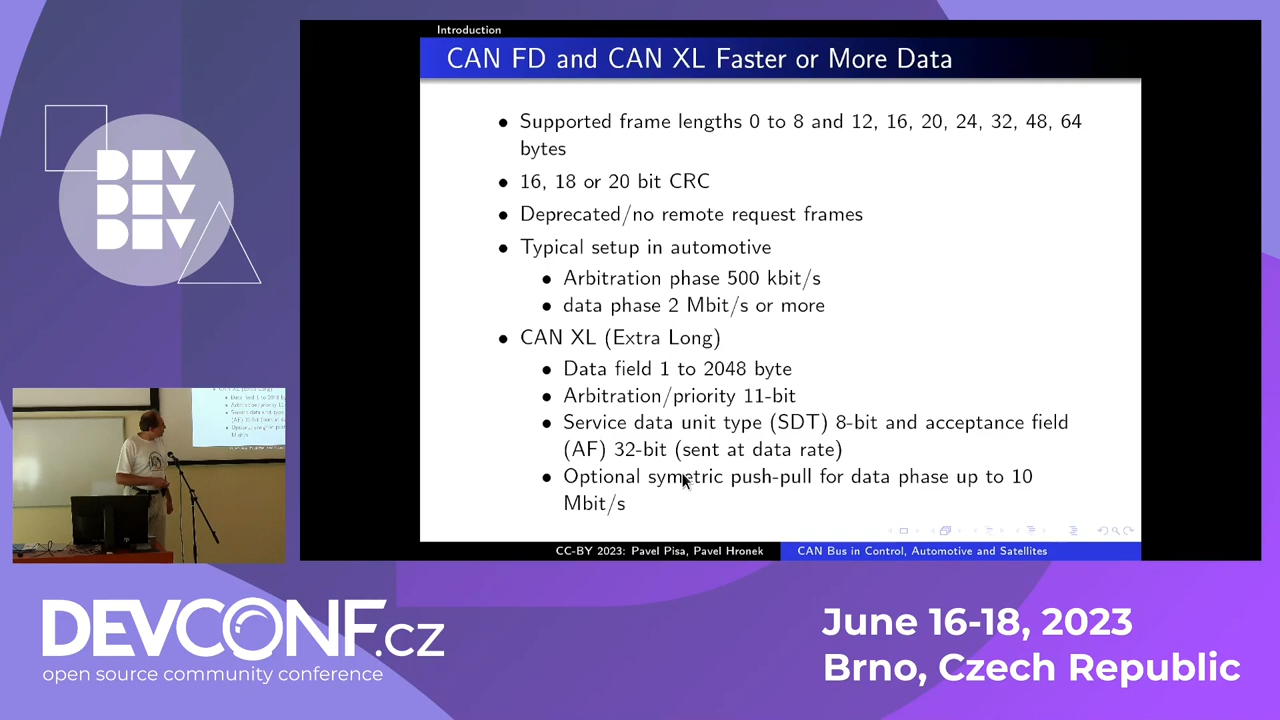 Introduction
CAN FD and CAN XL Faster or More Data
• Supported frame lengths 0 to 8 and 12, 16, 20, 24, 32, 48, 64
bytes
• 16, 18 or 20 bit CRC
• Deprecated/no remote request frames
• Typical setup in automotive
• Arbitration phase 500 kbit/s
• data phase 2 Mbit/s or more
• CAN XL (Extra Long)
• Data field 1 to 2048 byte
• Arbitration/priority 11-bit
• Service data unit type (SDT) 8-bit and acceptance field
(AF) 32-bit (sent at data rate)
• Optional symetric push-pull for data phase up to 10
Mbit/s
CC-BY 2023: Pavel Pisa, Pavel Hronek
CAN Bus in Control, Automotive and Satellites
DEV
DEV
DEV
DEVCONF.cz
open source community conference
June 16-18, 2023
Brno, Czech Republic